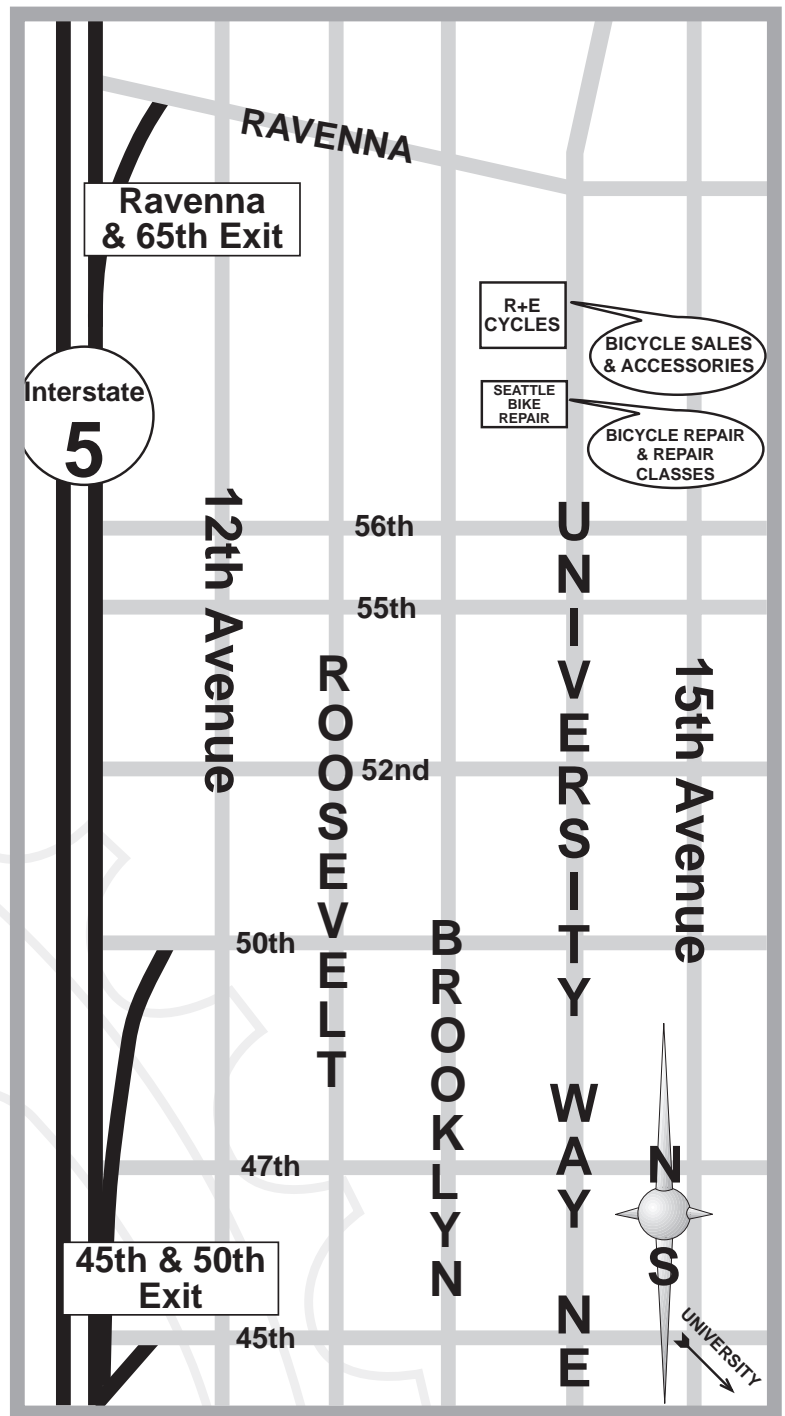 RAVENNA
Ravenna
& 65th Exit
R+E
CYCLES
BICYCLE SALES
& ACCESSORIES
Interstate
5
SEATTLE
BIKE
REPAIR
BICYCLE REPAIR
& REPAIR
CLASSES
12th Avenue
56th
UNIVERSITY WAY NE
55th
ROOSEVELT
15th Avenue
52nd
50th
BROOKLYN
47th
N
S
45th & 50th
Exit
45th
UNIVERSITY